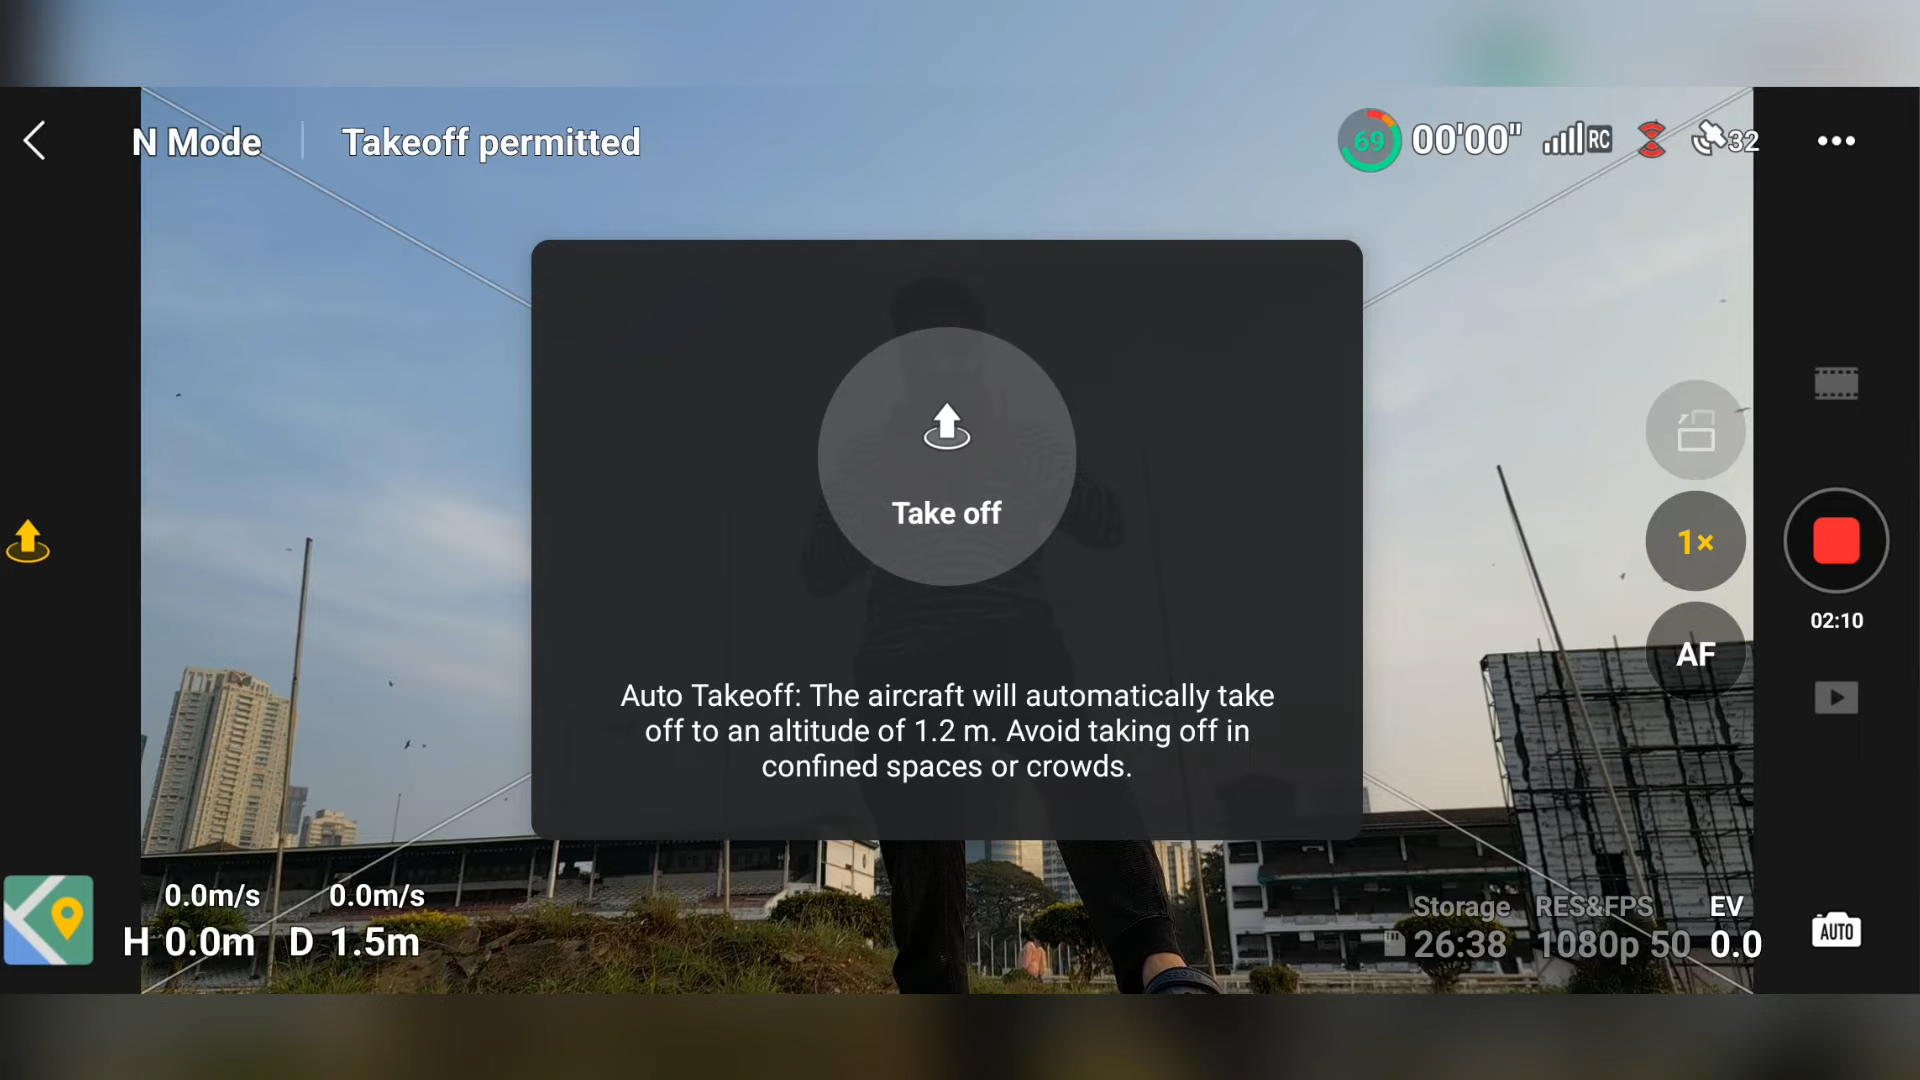 N Mode
Takeoff permitted
69
00'00"
RC
32
Take off
Auto Takeoff: The aircraft will automatically take
off to an altitude of 1.2 m. Avoid taking off in
confined spaces or crowds.
1×
AF
02:10
0.0m/s
0.0m/s
H 0.0m
D 1.5m
Storage
26:38
RES&FPS
1080p 50
EV
0.0
AUTO